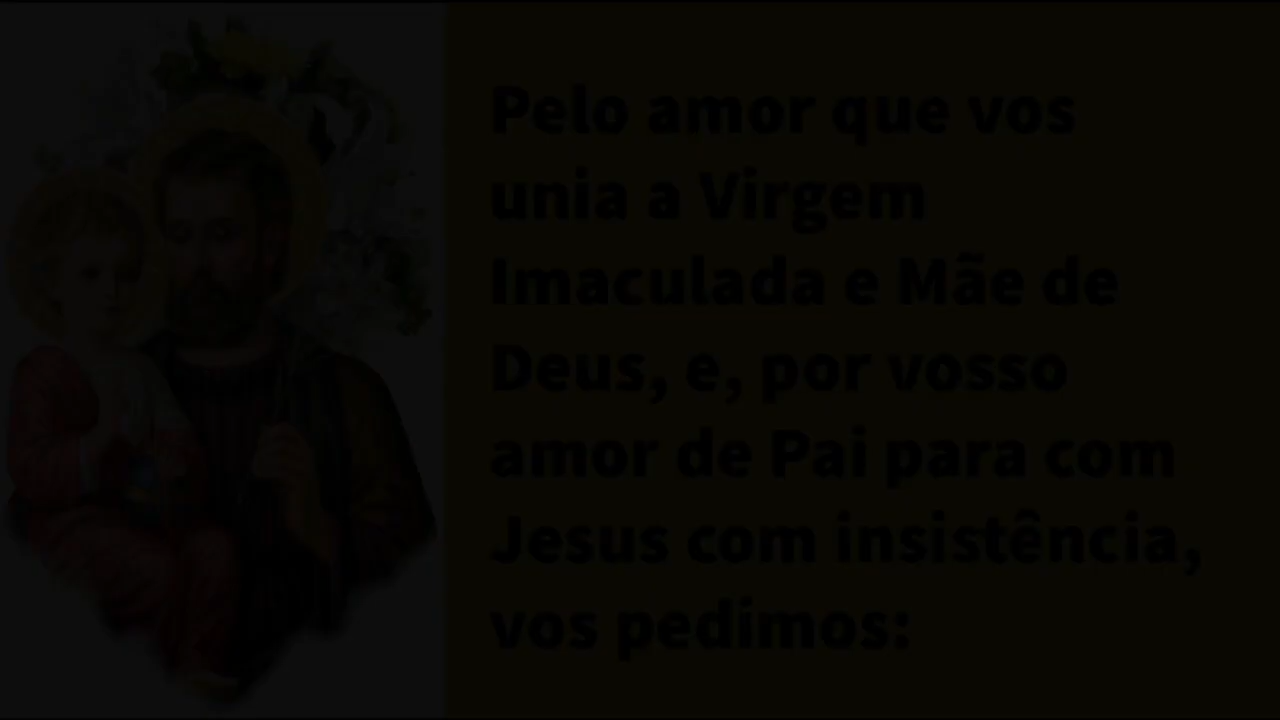 Pelo amor que vos
unia a Virgem
Imaculada e Mãe de
Deus, e, por vosso
amor de Pai para com
Jesus com insistência,
vos pedimos: